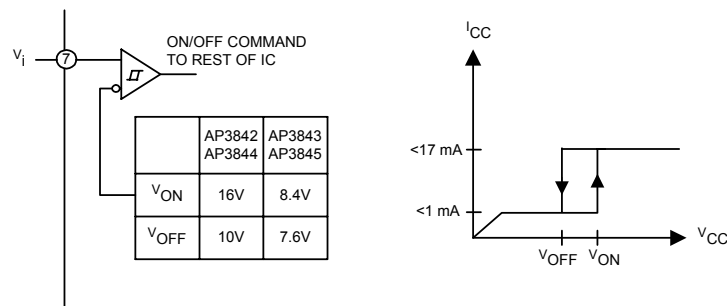 Vi
7
ON/OFF COMMAND
TO REST OF IC
AP3842 AP3843
AP3844 AP3845
VON 16V 8.4V
VOFF 10V 7.6V
ICC
<17 mA
<1 mA
VOFF VON
VCC